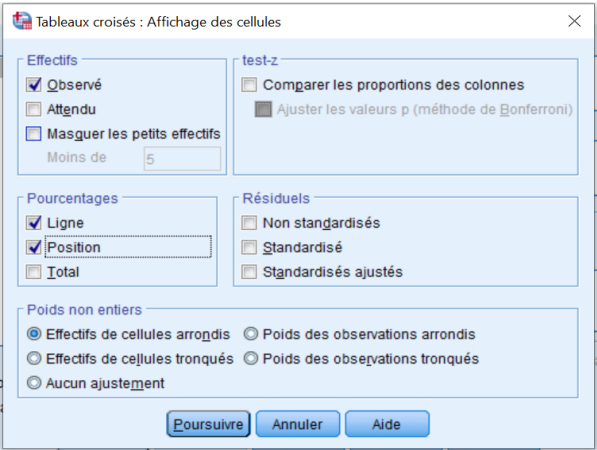 Tableaux croisés : Affichage des cellules
Effectifs
Observé
Attendu
Masquer les petits effectifs
Moins de 5
test-z
Comparer les proportions des colonnes
Ajuster les valeurs p (méthode de Bonferroni)
Pourcentages
Ligne
Position
Total
Résiduels
Non standardisés
Standardisé
Standardisés ajustés
Poids non entiers
Effectifs de cellules arrondis Poids des observations arrondis
Effectifs de cellules tronqués Poids des observations tronqués
Aucun ajustement
Poursuivre Annuler Aide